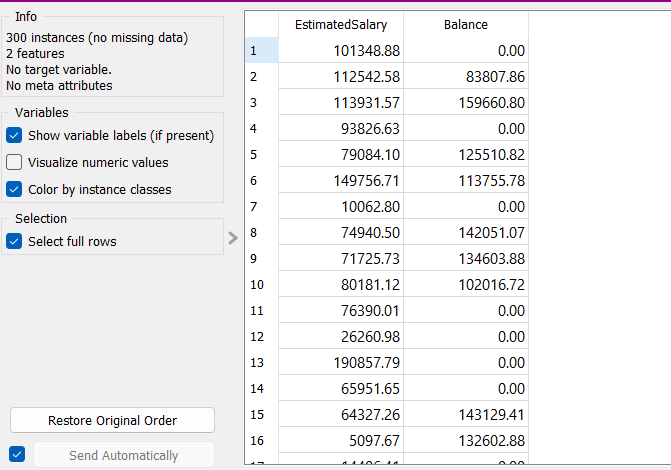 Info
300 instances (no missing data)
2 features
No target variable.
No meta attributes
Variables
Show variable labels (if present)
Visualize numeric values
Color by instance classes
Selection
Select full rows
Restore Original Order
Send Automatically
EstimatedSalary Balance
1 101348.88 0.00
2 112542.58 83807.86
3 113931.57 159660.80
4 93826.63 0.00
5 79084.10 125510.82
6 149756.71 113755.78
7 10062.80 0.00
8 74940.50 142051.07
9 71725.73 134603.88
10 80181.12 102016.72
11 76390.01 0.00
12 26260.98 0.00
13 190857.79 0.00
14 65951.65 0.00
15 64327.26 143129.41
16 5097.67 132602.88